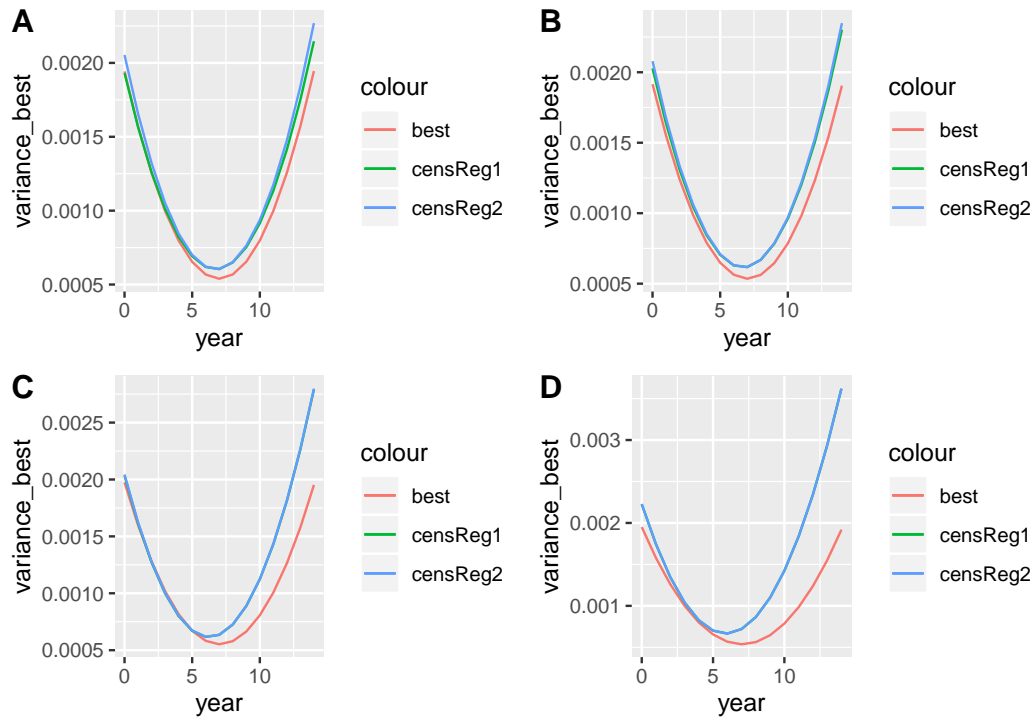 A
variance_best
0.0020
0.0015
0.0010
0.0005
0
5
10
year
colour
best
censReg1
censReg2
B
variance_best
0.0020
0.0015
0.0010
0.0005
0
5
10
year
colour
best
censReg1
censReg2
C
variance_best
0.0025
0.0020
0.0015
0.0010
0.0005
0
5
10
year
colour
best
censReg1
censReg2
D
variance_best
0.003
0.002
0.001
0
5
10
year
colour
best
censReg1
censReg2